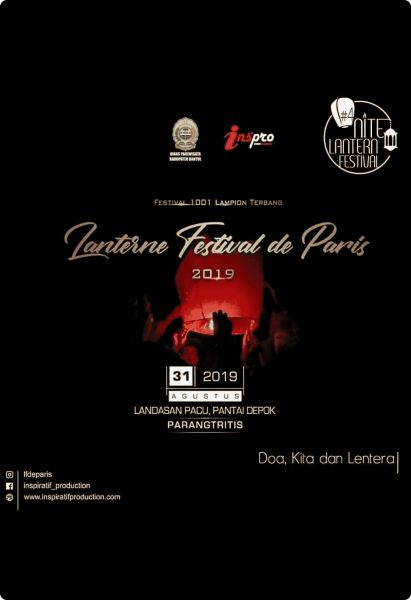 DINAS PARIWISATA
KABUPATEN BANTUL
inspro
#4
NITE
LANTERN
FESTIVAL
FESTIVAL 1001 LAMPION TERBANG
Lanterne Festival de Paris
2019
31 2019
AGUSTUS
LANDASAN PACU, PANTAI DEPOK
PARANGTRITIS
Doa, Kita dan Lentera
lfdeparis
inspiratif_production
www.inspiratifproduction.com